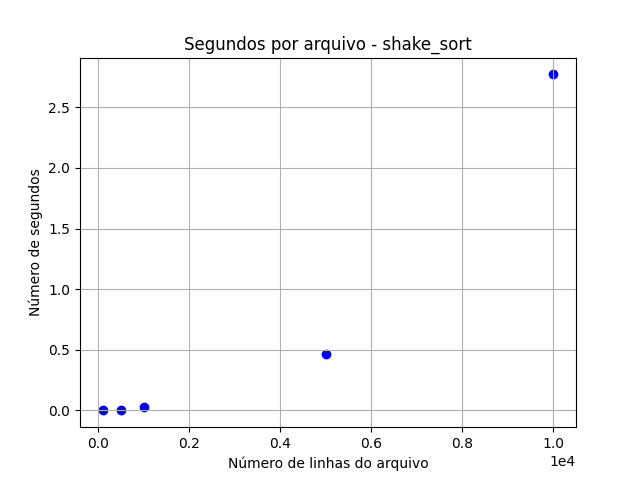 Segundos por arquivo - shake_sort
Número de segundos
2.5
2.0
1.5
1.0
0.5
0.0
0.0 0.2 0.4 0.6 0.8 1.0
1e4
Número de linhas do arquivo